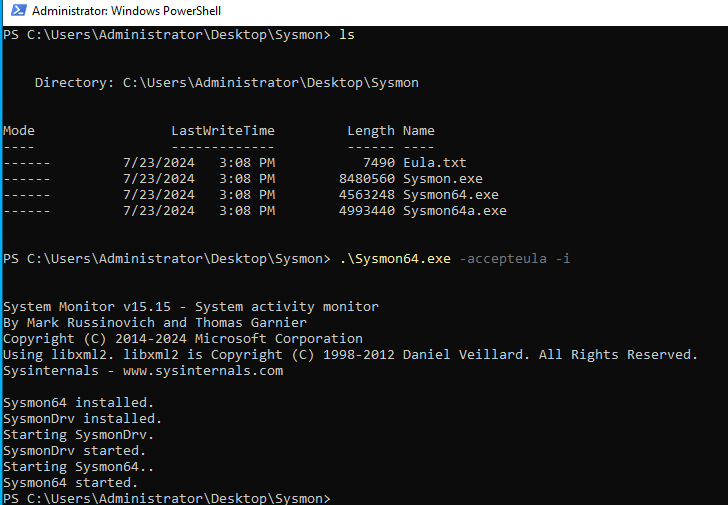 Administrator: Windows PowerShell
PS C:\Users\Administrator\Desktop\Sysmon> ls
    Directory: C:\Users\Administrator\Desktop\Sysmon
Mode                 LastWriteTime         Length Name
----                 -------------         ------ ----
------         7/23/2024   3:08 PM           7490 Eula.txt
------         7/23/2024   3:08 PM        8480560 Sysmon.exe
------         7/23/2024   3:08 PM        4563248 Sysmon64.exe
------         7/23/2024   3:08 PM        4993440 Sysmon64a.exe
PS C:\Users\Administrator\Desktop\Sysmon> .\Sysmon64.exe -accepteula -i
System Monitor v15.15 - System activity monitor
By Mark Russinovich and Thomas Garnier
Copyright (C) 2014-2024 Microsoft Corporation
Using libxml2. libxml2 is Copyright (C) 1998-2012 Daniel Veillard. All Rights Reserved.
Sysinternals - www.sysinternals.com
Sysmon64 installed.
SysmonDrv installed.
Starting SysmonDrv.
SysmonDrv started.
Starting Sysmon64..
Sysmon64 started.
PS C:\Users\Administrator\Desktop\Sysmon>